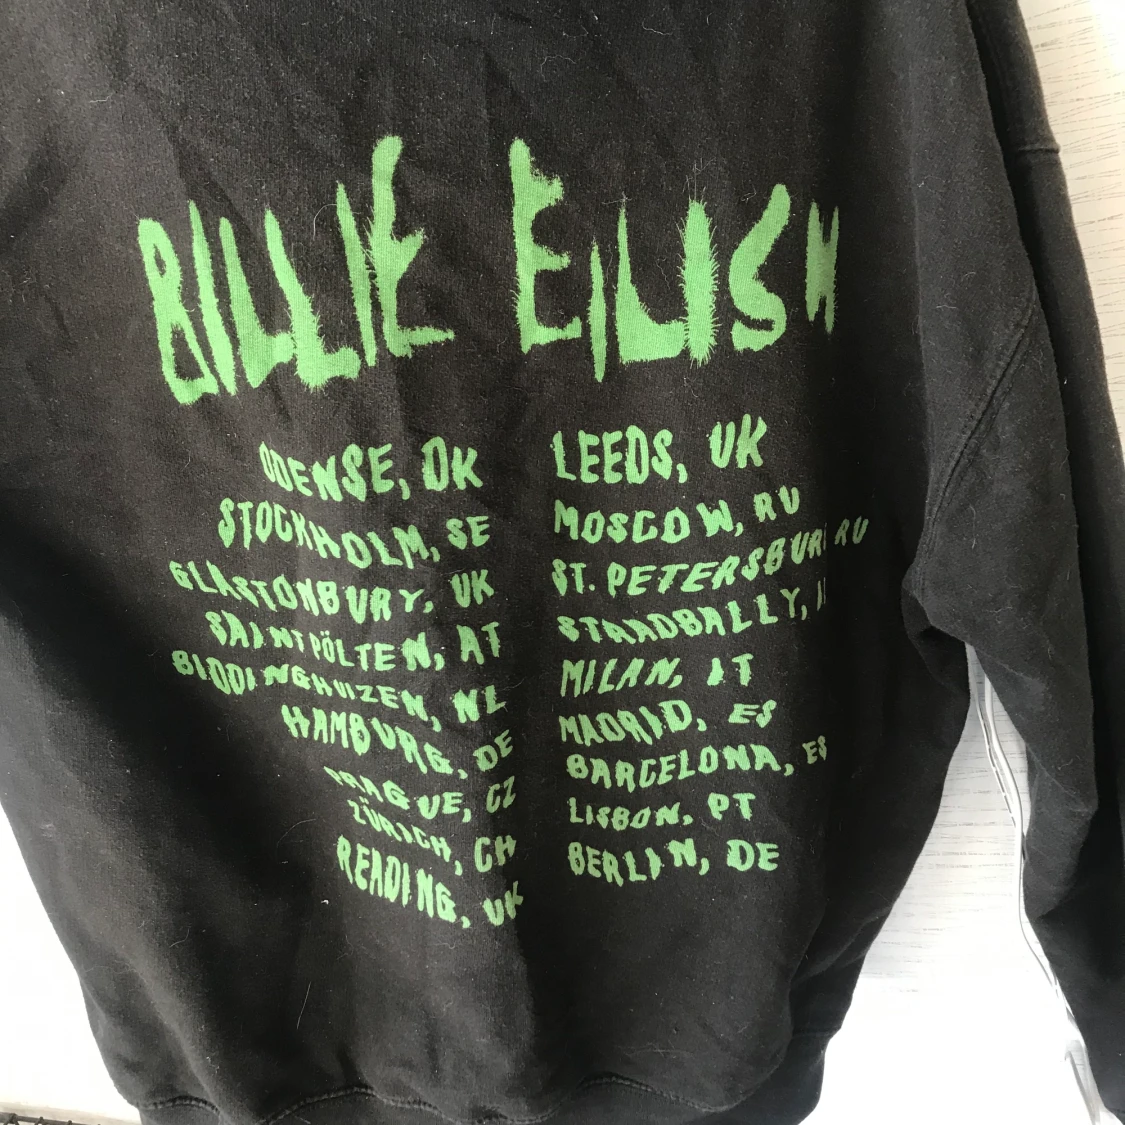 BILLIE EILISH
ODENSE, DK
STOCKHOLM, SE
GLASTONBURY, UK
SAINT PÖLTEN, AT
BIDDINGHUIZEN, NL
HAMBURG, DE
PRAGUE, CZ
ZÜRICH, CH
READING, UK
LEEDS, UK
MOSCOW, RU
ST. PETERSBURG RU
STRADBALLY,
MILAN, IT
MADRID, ES
BARCELONA, ES
LISBON, PT
BERLIN, DE